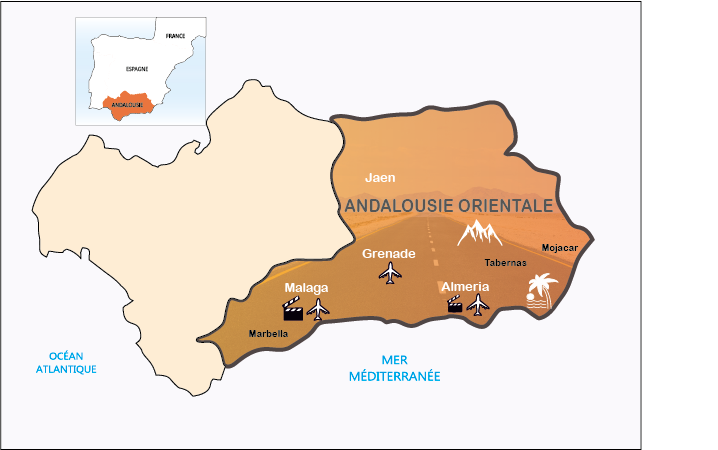 FRANCE
ESPAGNE
ANDALOUSIE
Jaen
ANDALOUSIE ORIENTALE
Mojacar
Grenade
Tabernas
Malaga
Almeria
Marbella
OCÉAN
ATLANTIQUE
MER
MÉDITERRANÉE